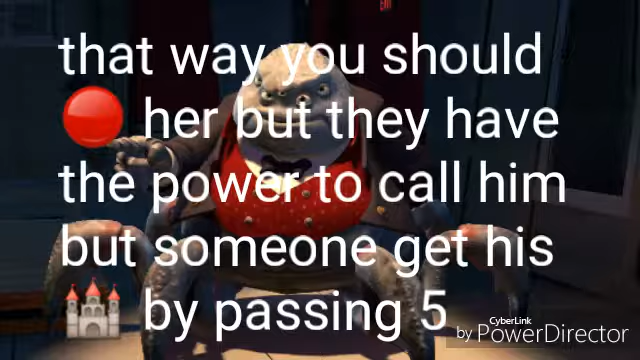 that way you should
🔴 her but they have
the power to call him
but someone get his
🏰 by passing 5
CyberLink
by PowerDirector